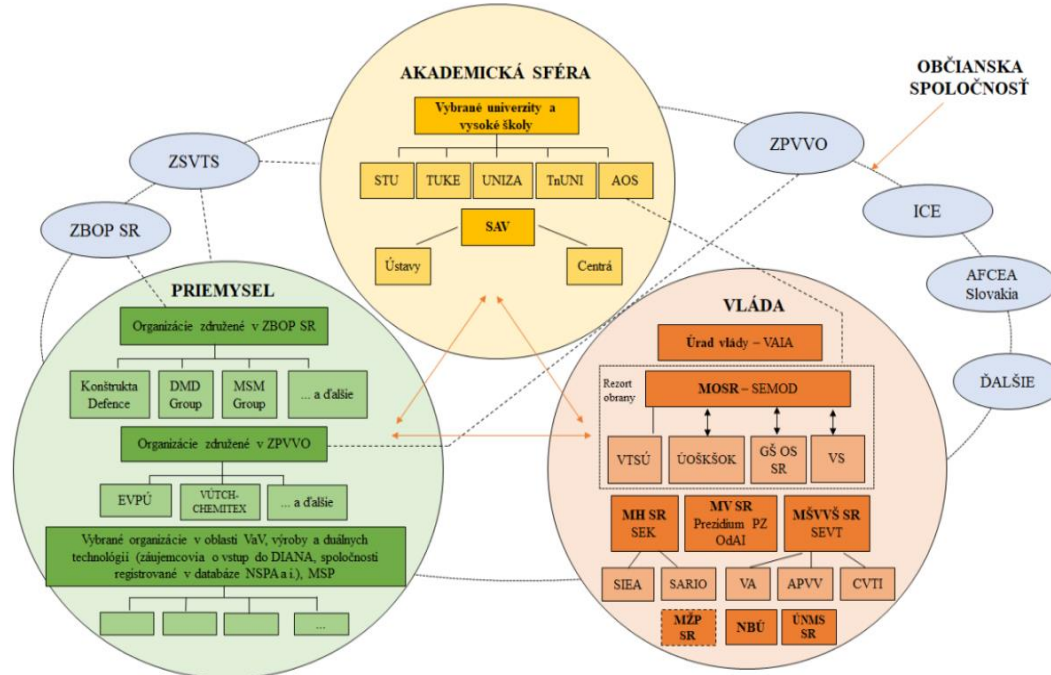 AKADEMICKÁ SFÉRA
Vybrané univerzity a
vysoké školy
STU
TUKE
UNIZA
TnUNI
AOS
SAV
Ústavy
Centrá
OBČIANSKA
SPOLOČNOSŤ
ZSVTS
ZBOP SR
ZPVVO
ICE
AFCEA
Slovakia
ĎALŠIE
PRIEMYSEL
Organizácie združené v ZBOP SR
Konštrukta
Defence
DMD
Group
MSM
Group
... a ďalšie
Organizácie združené v ZPVVO
EVPÚ
VÚTCH-
CHEMITEX
... a ďalšie
Vybrané organizácie v oblasti VaV, výroby a duálnych
technológií (záujemcovia o vstup do DIANA, spoločnosti
registrované v databáze NSPA a i.), MSP
...
VLÁDA
Úrad vlády – VAIA
Rezort
obrany
MOSR – SEMOD
VTSÚ
ÚOŠKŠOK
GŠ OS
SR
VS
MH SR
SEK
MV SR
Prezídium PZ
OdAI
MŠVVŠ SR
SEVT
SIEA
SARIO
VA
APVV
CVTI
MŽP
SR
NBÚ
ÚNMS
SR